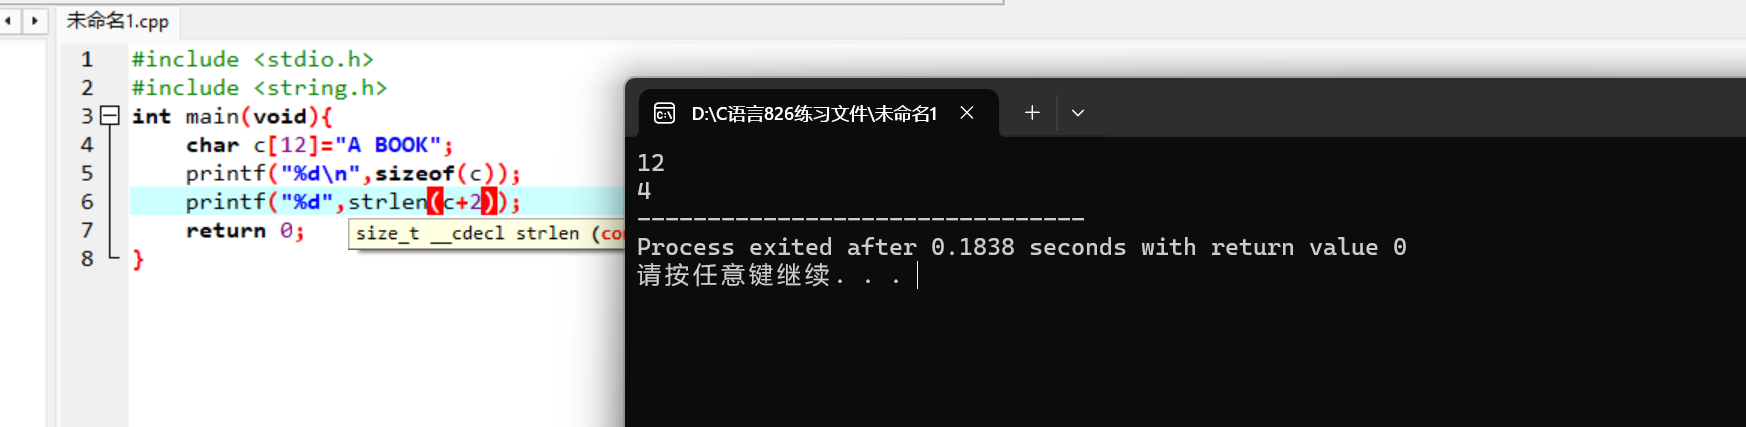 未命名1.cpp
1 #include <stdio.h>
2 #include <string.h>
3 int main(void){
4 char c[12]="A BOOK";
5 printf("%d\n",sizeof(c));
6 printf("%d",strlen(c+2));
7 return 0;
size_t __cdecl strlen (co
8 }
D:\C语言826练习文件\未命名1
12
4
--------------------------------
Process exited after 0.1838 seconds with return value 0
请按任意键继续. . .